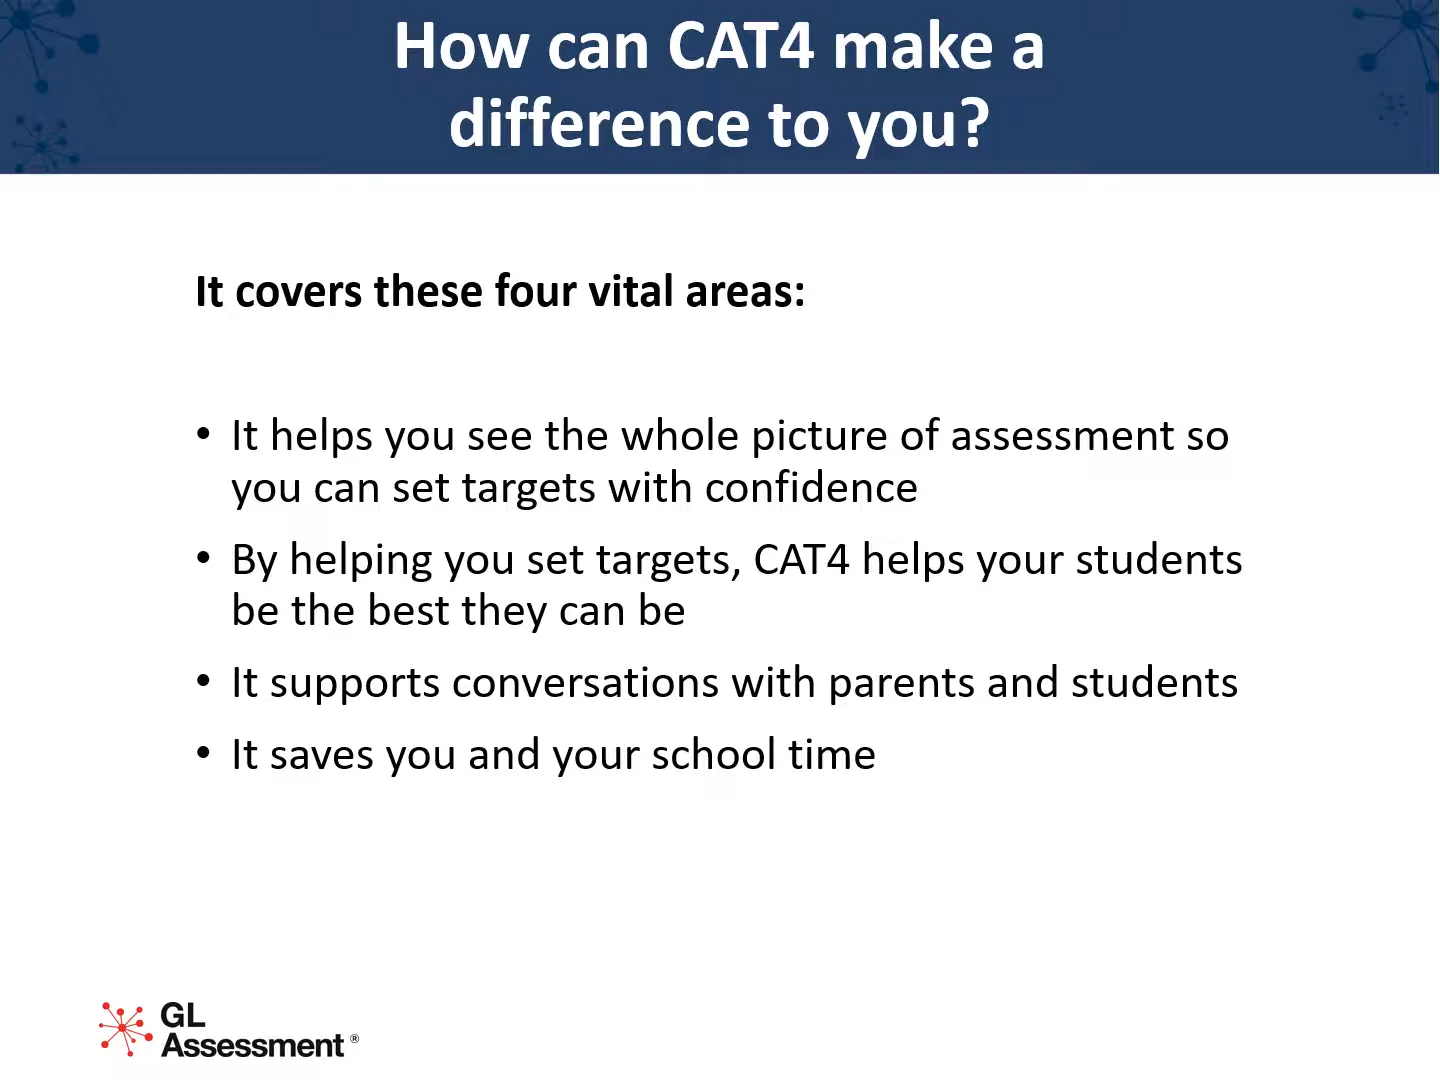 How can CAT4 make a
difference to you?
It covers these four vital areas:
• It helps you see the whole picture of assessment so
you can set targets with confidence
• By helping you set targets, CAT4 helps your students
be the best they can be
• It supports conversations with parents and students
• It saves you and your school time
GL
Assessment ®